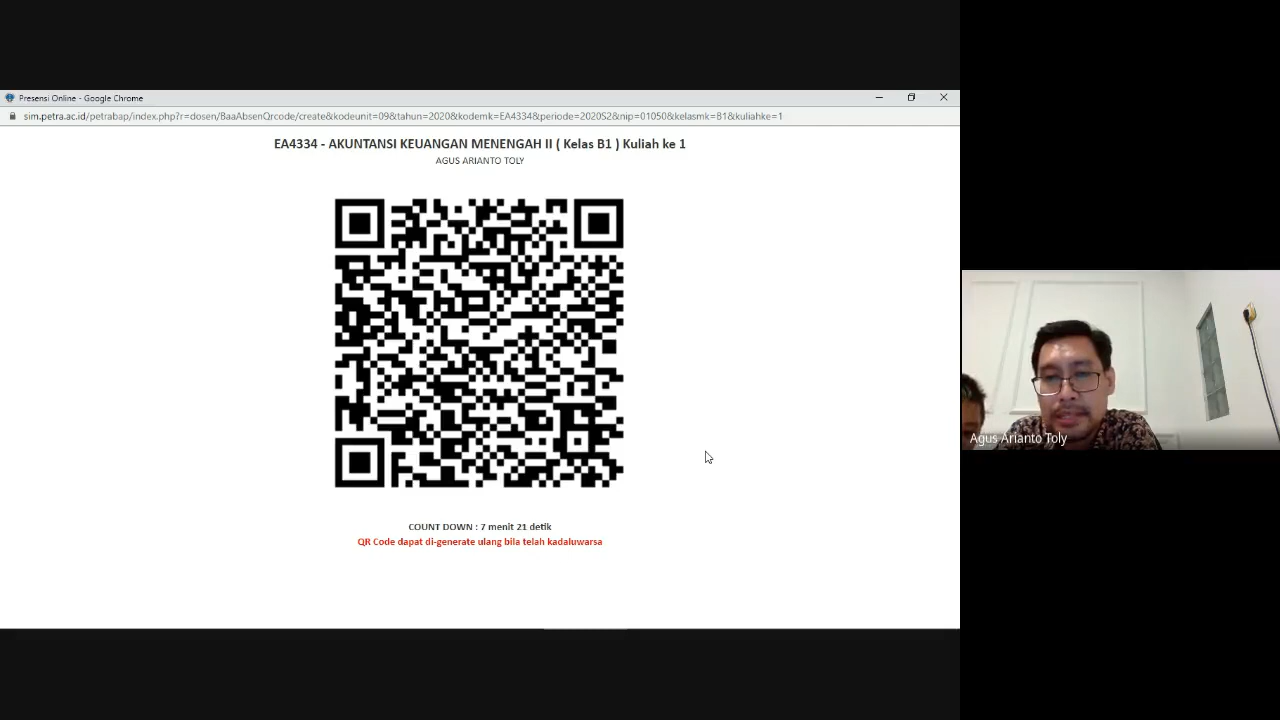 Presensi Online - Google Chrome
sim.petra.ac.id/petrabap/index.php?r=dosen/BaaAbsenQrcode/create&kodeunit=09&tahun=2020&kodemk=EA4334&periode=2020S2&nip=01050&kelasmk=B1&kuliahke=1
EA4334 - AKUNTANSI KEUANGAN MENENGAH II ( Kelas B1 ) Kuliah ke 1
AGUS ARIANTO TOLY
COUNT DOWN : 7 menit 21 detik
QR Code dapat di-generate ulang bila telah kadaluwarsa
Agus Arianto Toly